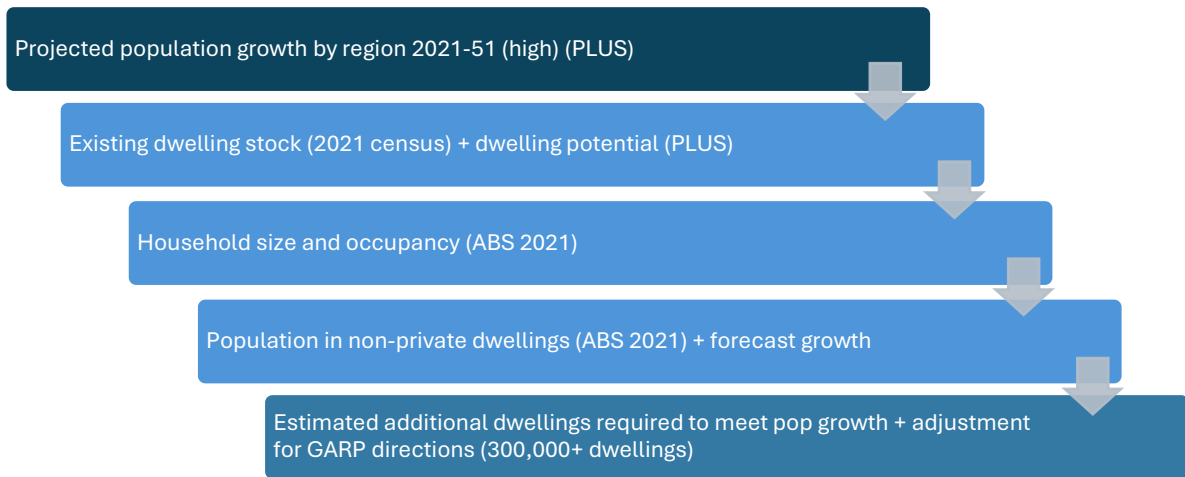 Projected population growth by region 2021-51 (high) (PLUS)
Existing dwelling stock (2021 census) + dwelling potential (PLUS)
Household size and occupancy (ABS 2021)
Population in non-private dwellings (ABS 2021) + forecast growth
Estimated additional dwellings required to meet pop growth + adjustment
for GARP directions (300,000+ dwellings)